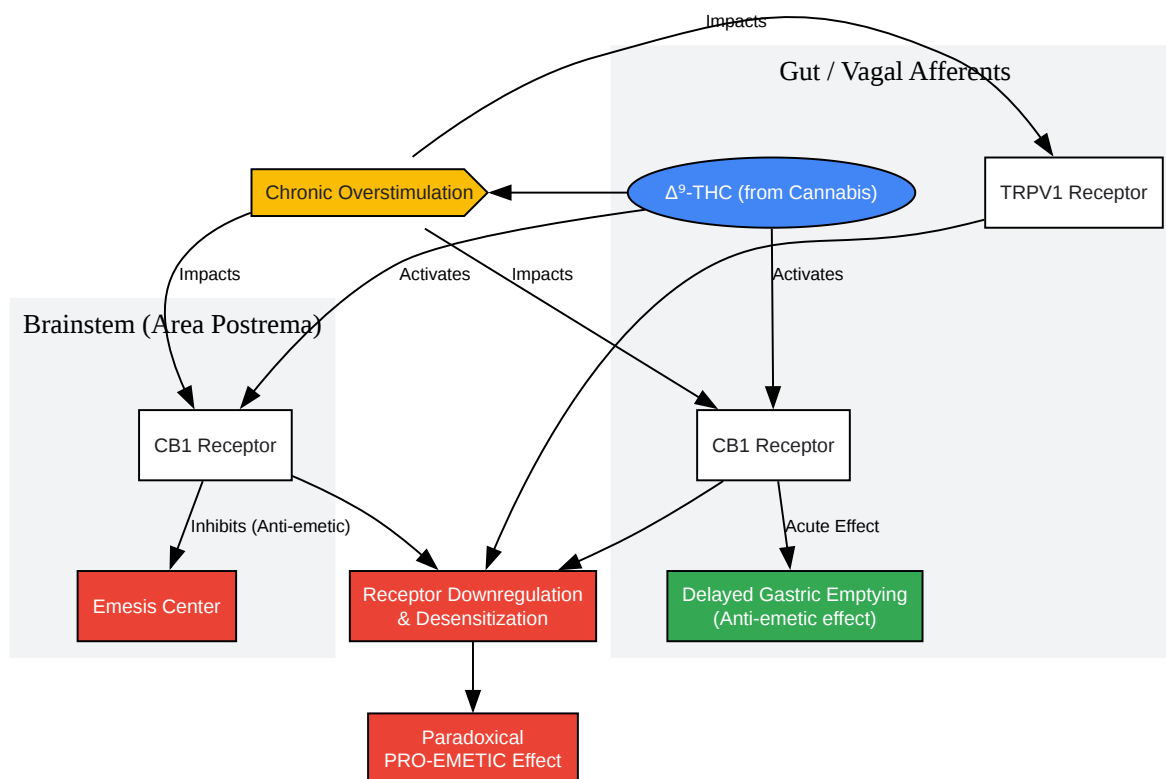 Impacts
Gut / Vagal Afferents
Chronic Overstimulation
Δ⁹-THC (from Cannabis)
TRPV1 Receptor
Impacts
Activates
Impacts
Activates
Brainstem (Area Postrema)
CB1 Receptor
CB1 Receptor
Inhibits (Anti-emetic)
Acute Effect
Emesis Center
Receptor Downregulation
& Desensitization
Delayed Gastric Emptying
(Anti-emetic effect)
Paradoxical
PRO-EMETIC Effect